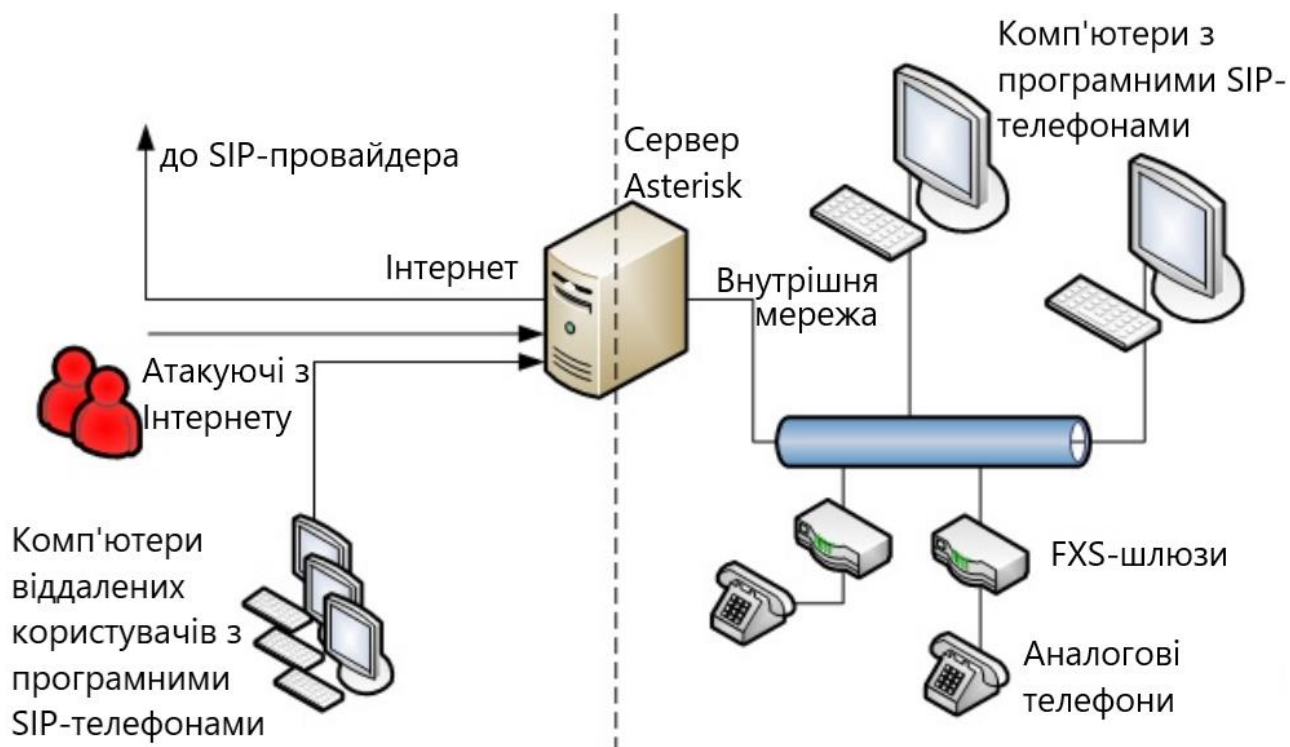 Комп'ютери з
програмними SIP-
телефонами
до SIP-провайдера
Сервер
Asterisk
Інтернет
Внутрішня
мережа
Атакуючі з
Інтернету
Комп'ютери
віддалених
користувачів з
програмними
SIP-телефонами
FXS-шлюзи
Аналогові
телефони